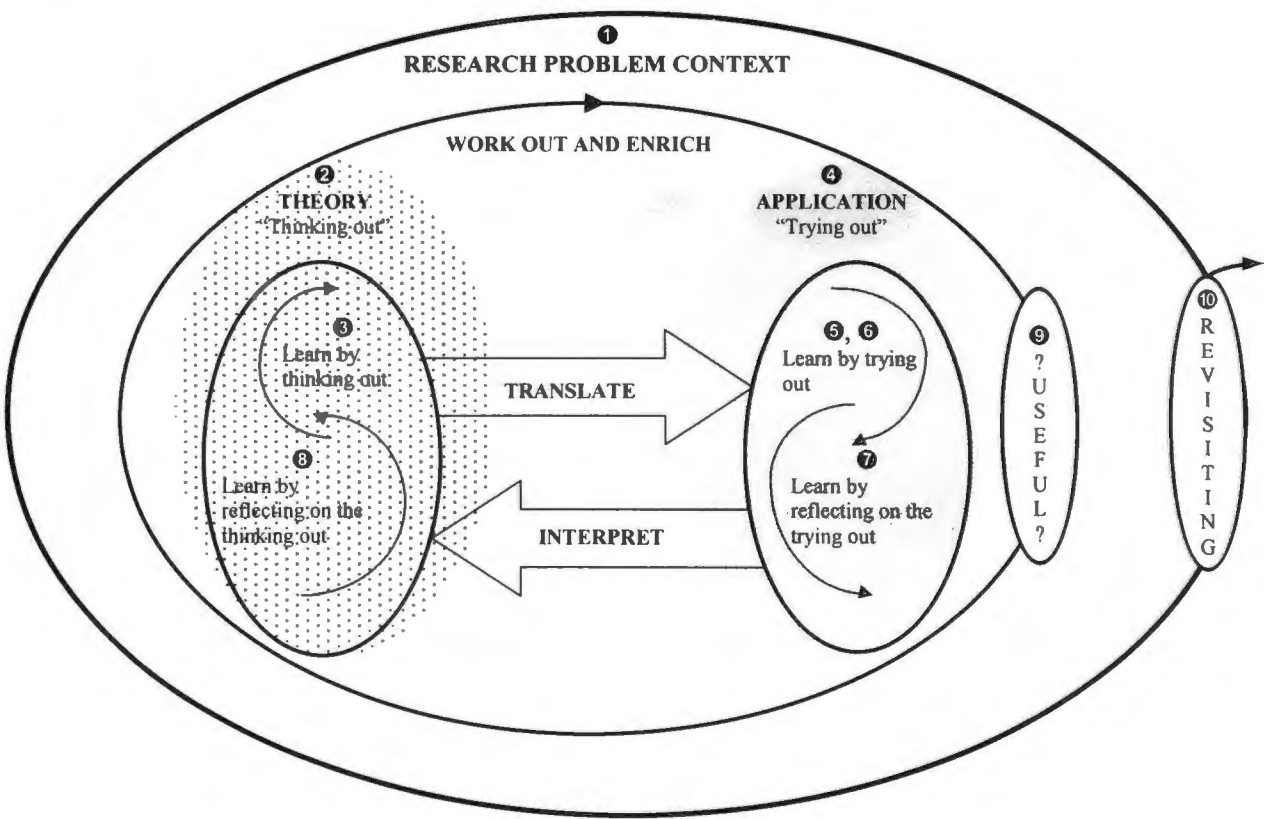 ❶
RESEARCH PROBLEM CONTEXT
WORK OUT AND ENRICH
❷
THEORY
“Thinking out”
❸
Learn by
thinking out
❽
Learn by
reflecting on the
thinking out
TRANSLATE
INTERPRET
❹
APPLICATION
“Trying out”
❺, ❻
Learn by trying
out
❼
Learn by
reflecting on the
trying out
❾
?
U
S
E
F
U
L
?
❿
R
E
V
I
S
I
T
I
N
G